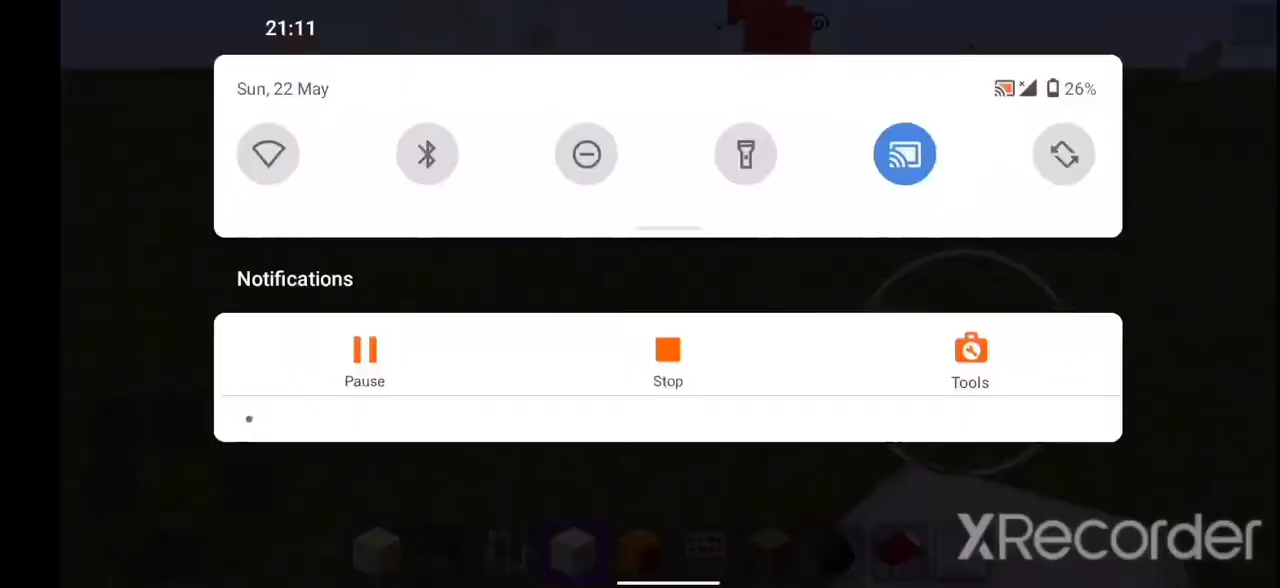 21:11
Sun, 22 May
26%
Notifications
Pause
Stop
Tools
XRecorder